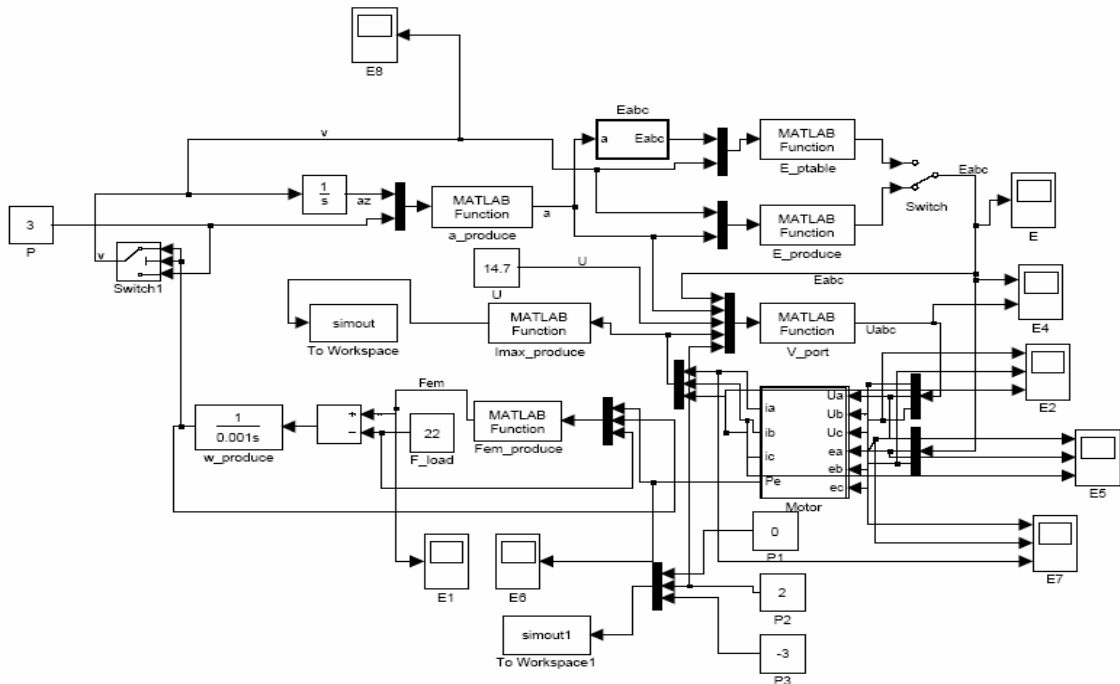 E8
v
Eabc
a
Eabc
MATLAB
Function
E_ptable
Eabc
Switch
E
1
s
az
MATLAB
Function
a_produce
a
MATLAB
Function
E_produce
3
P
v
Switch1
14.7
U
U
Eabc
E4
simout
To Workspace
MATLAB
Function
Imax_produce
MATLAB
Function
V_port
Uabc
E2
Fem
1
0.001s
w_produce
+
−
22
F_load
MATLAB
Function
Fem_produce
ia
ib
ic
Pe
Ua
Ub
Uc
ea
eb
ec
Motor
E5
E1
E6
0
P1
E7
2
P2
simout1
To Workspace1
-3
P3